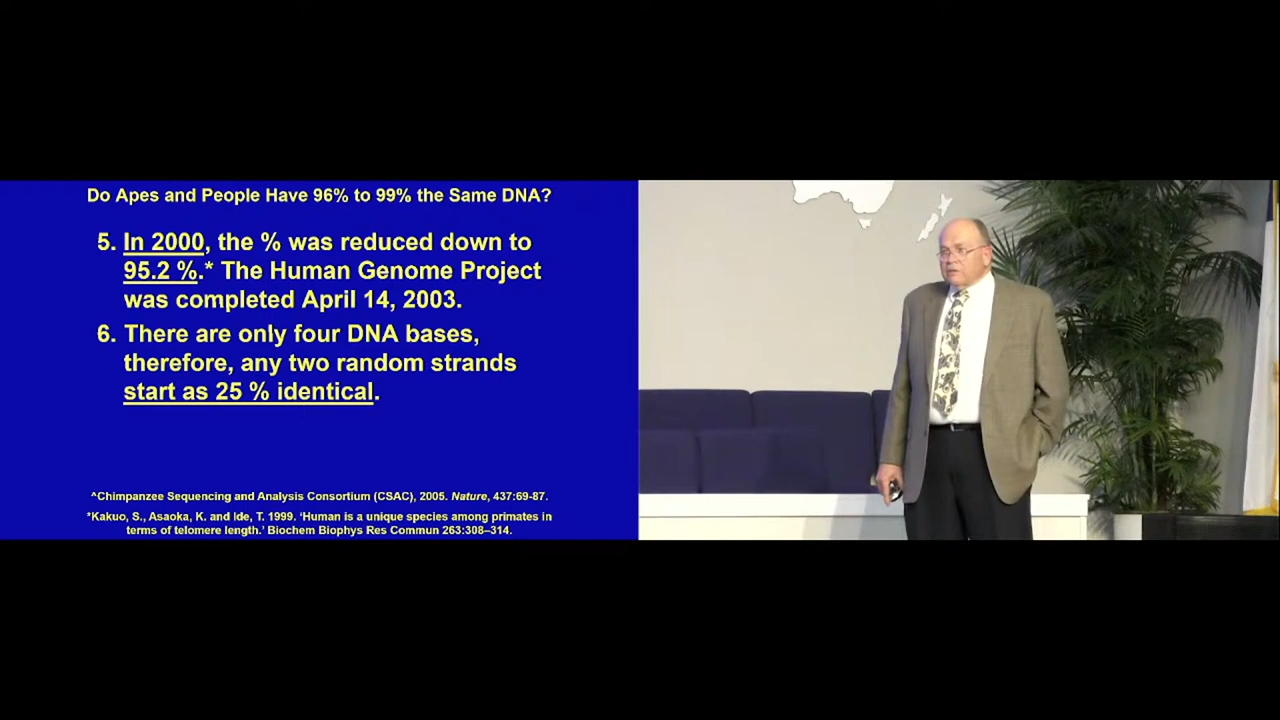 Do Apes and People Have 96% to 99% the Same DNA?
5. In 2000, the % was reduced down to
95.2 %.* The Human Genome Project
was completed April 14, 2003.
6. There are only four DNA bases,
therefore, any two random strands
start as 25 % identical.
^Chimpanzee Sequencing and Analysis Consortium (CSAC), 2005. Nature, 437:69-87.
*Kakuo, S., Asaoka, K. and Ide, T. 1999. ‘Human is a unique species among primates in
terms of telomere length.’ Biochem Biophys Res Commun 263:308–314.